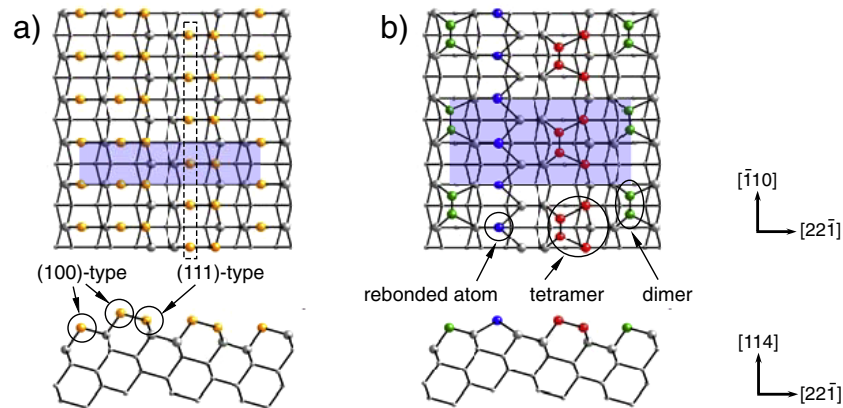 a)
b)
(100)-type
(111)-type
rebonded atom
tetramer
dimer
[1̄10]
[221̄]
[114]
[221̄]